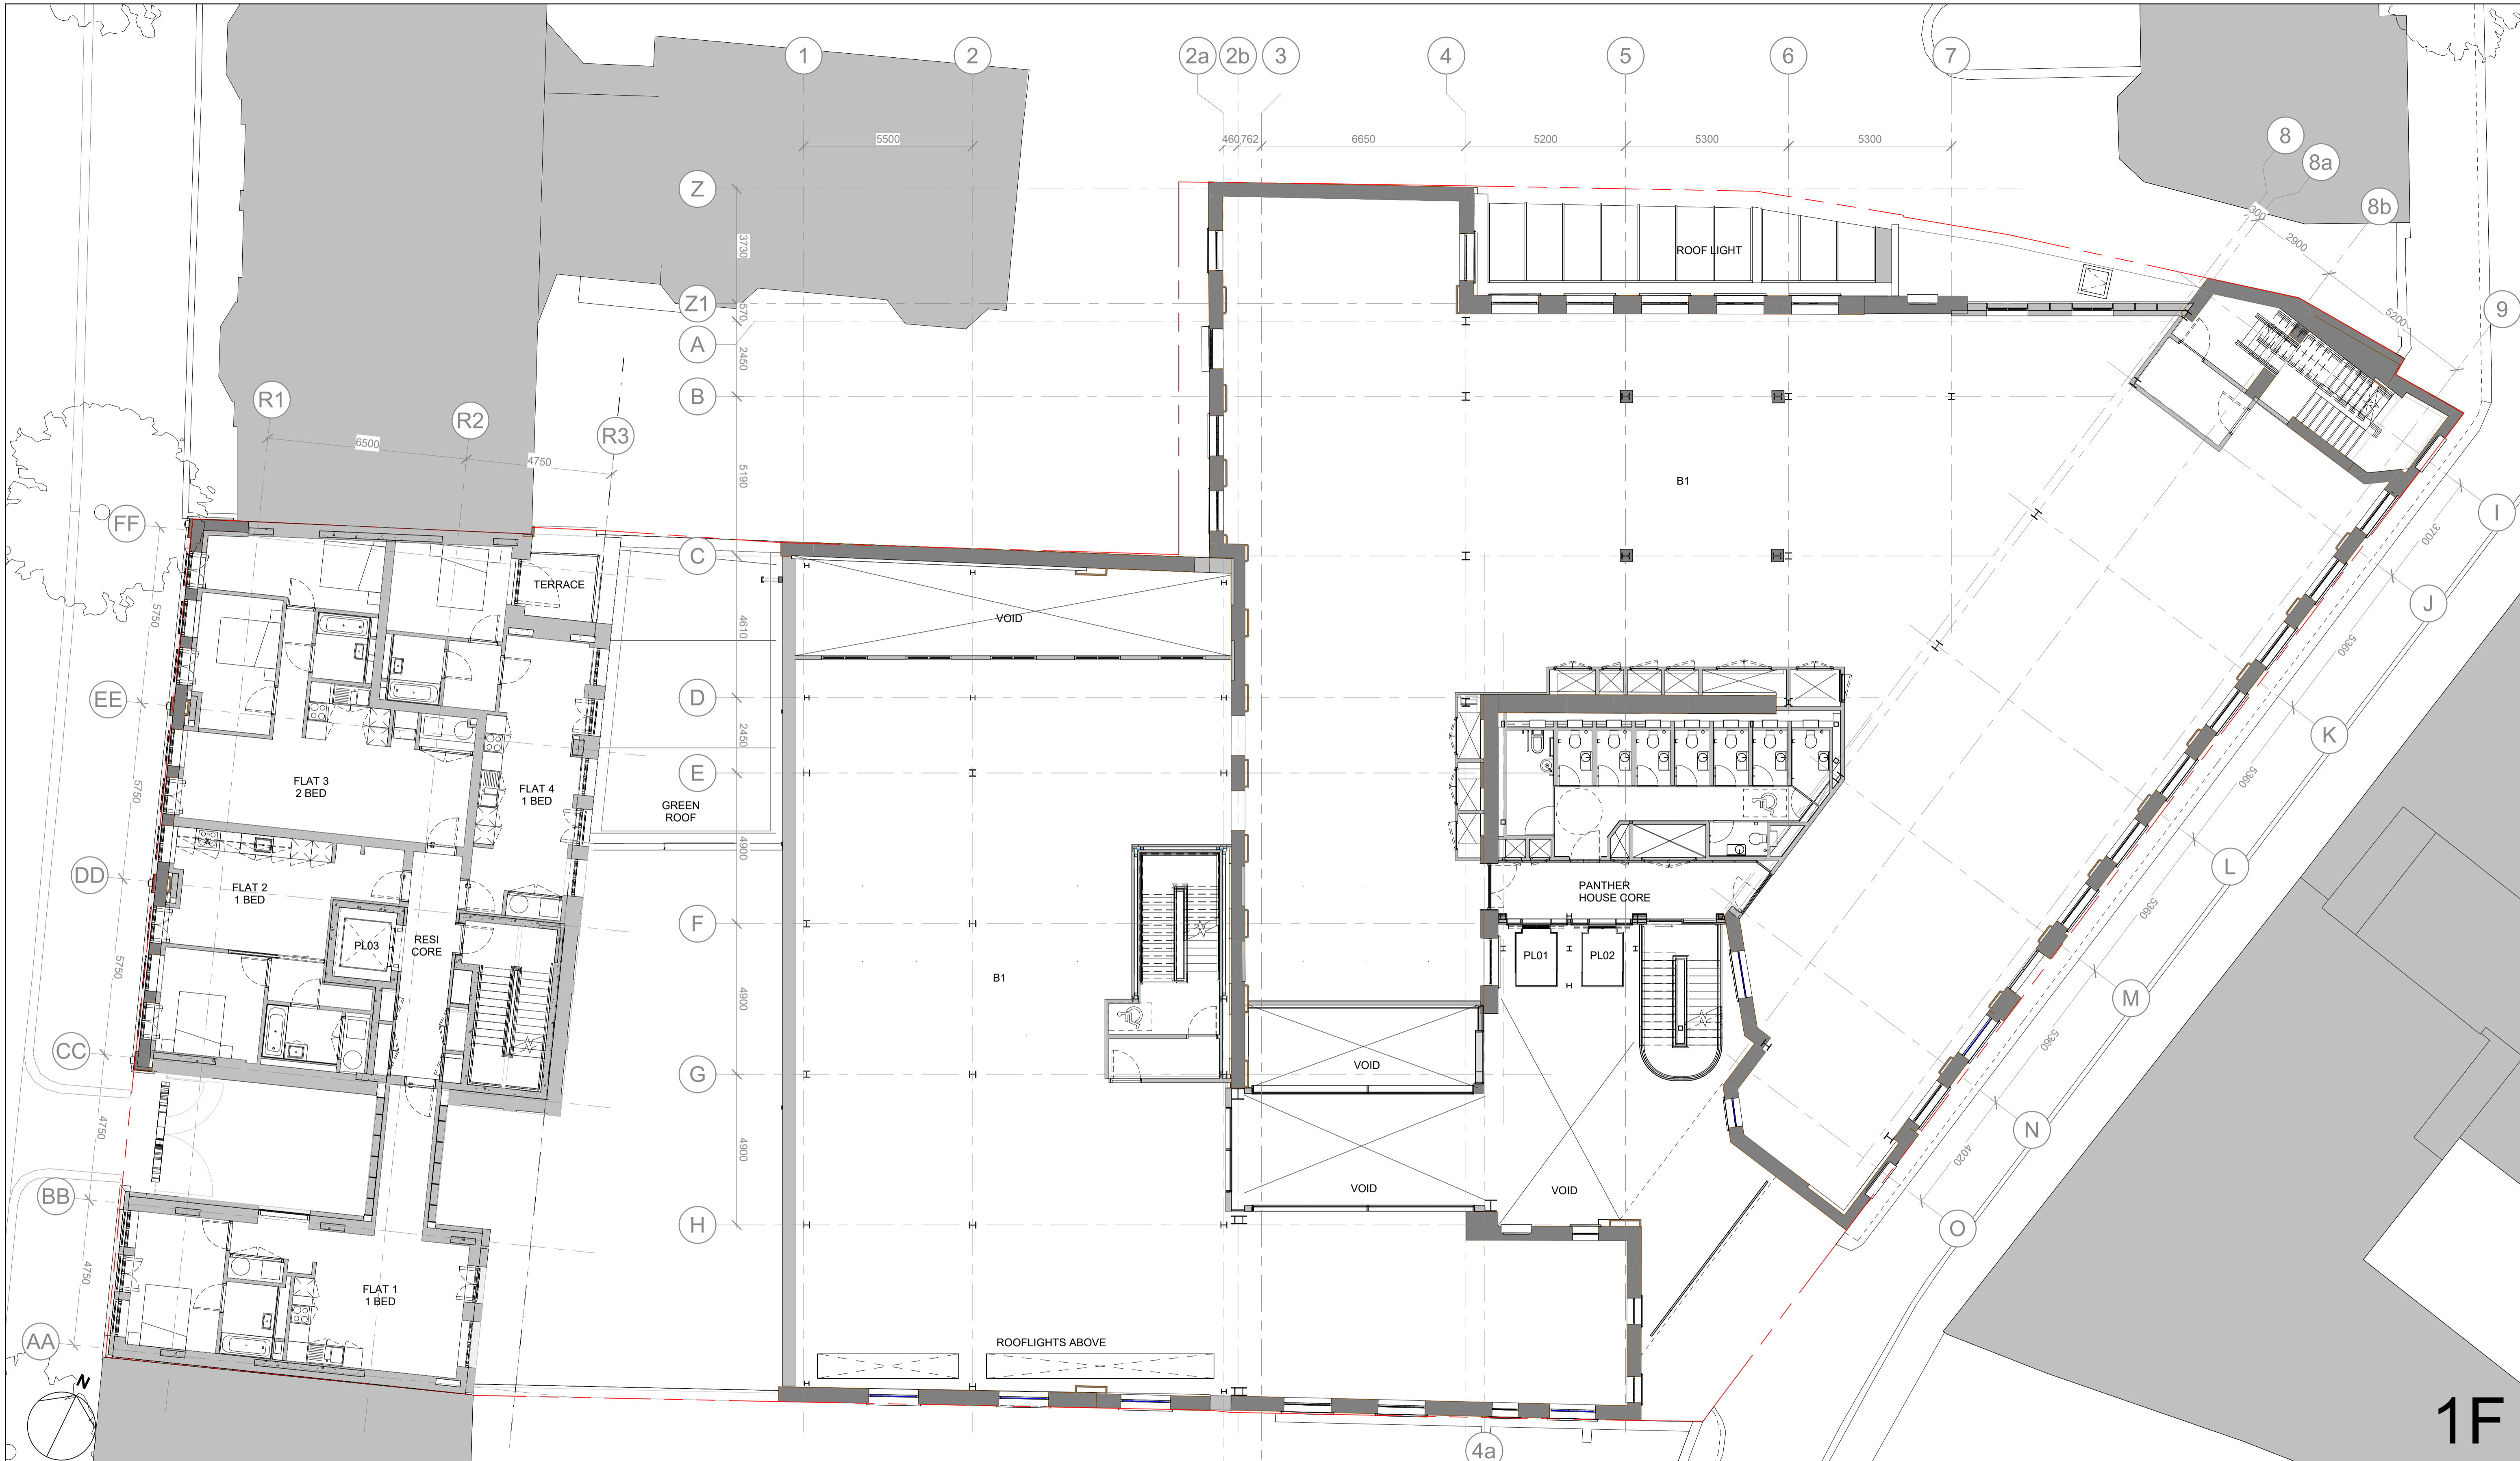 1
2
2a
2b
3
4
5
6
7
8
8a
8b
9
5500
460
762
6650
5200
5300
5300
300
2900
5200
Z
Z1
A
B
C
D
E
F
G
H
3730
570
2450
5190
4610
2450
4900
4900
4900
R1
R2
R3
6500
4750
FF
EE
DD
CC
BB
AA
5750
5750
5750
4750
4750
I
J
K
L
M
N
O
3700
5360
5360
5360
5360
4020
ROOF LIGHT
B1
TERRACE
VOID
FLAT 3
2 BED
FLAT 4
1 BED
GREEN
ROOF
FLAT 2
1 BED
PL03
RESI
CORE
PANTHER
HOUSE CORE
PL01
PL02
B1
VOID
VOID
VOID
FLAT 1
1 BED
ROOFLIGHTS ABOVE
N
4a
1F